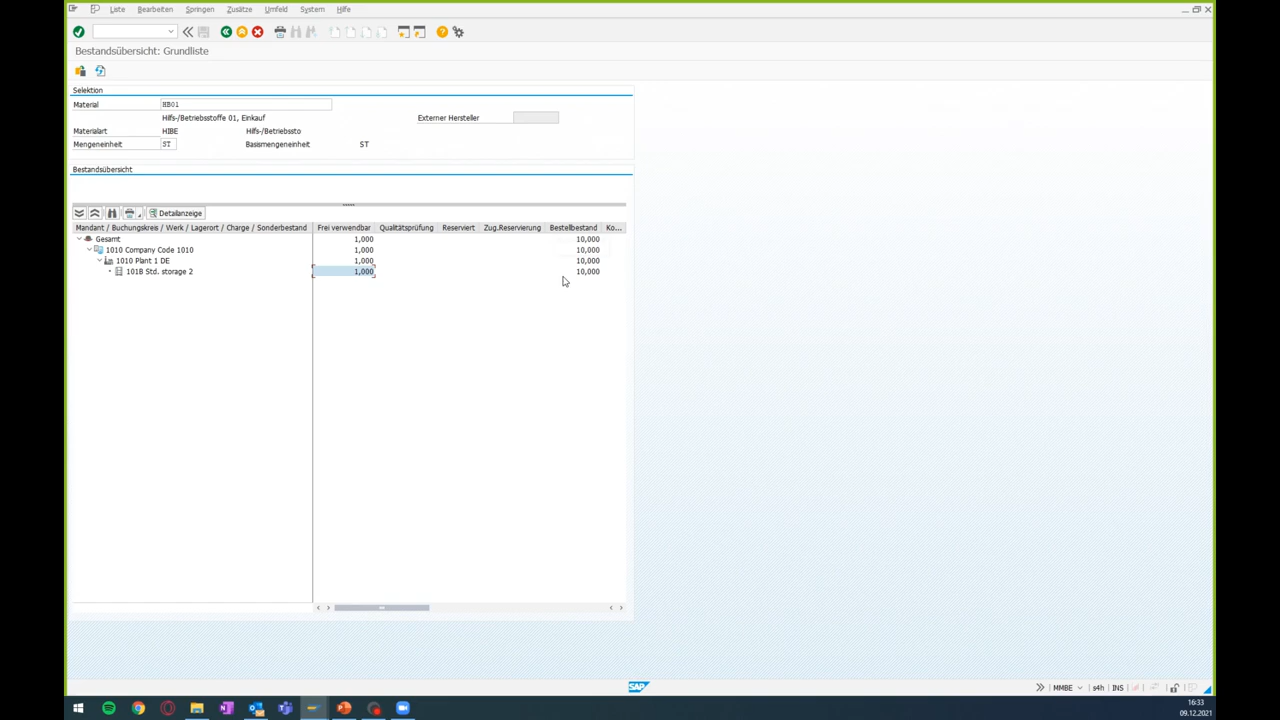 Liste Bearbeiten Springen Zusätze Umfeld System Hilfe
Bestandsübersicht: Grundliste
Selektion
Material HB01
Hilfs-/Betriebsstoffe 01, Einkauf Externer Hersteller
Materialart HIBE Hilfs-/Betriebssto
Mengeneinheit ST Basismengeneinheit ST
Bestandsübersicht
Detailanzeige
Mandant / Buchungskreis / Werk / Lagerort / Charge / Sonderbestand Frei verwendbar Qualitätsprüfung Reserviert Zug.Reservierung Bestellbestand Ko...
Gesamt 1,000 10,000
1010 Company Code 1010 1,000 10,000
1010 Plant 1 DE 1,000 10,000
101B Std. storage 2 1,000 10,000
SAP MMBE s4h INS
16:33
09.12.2021